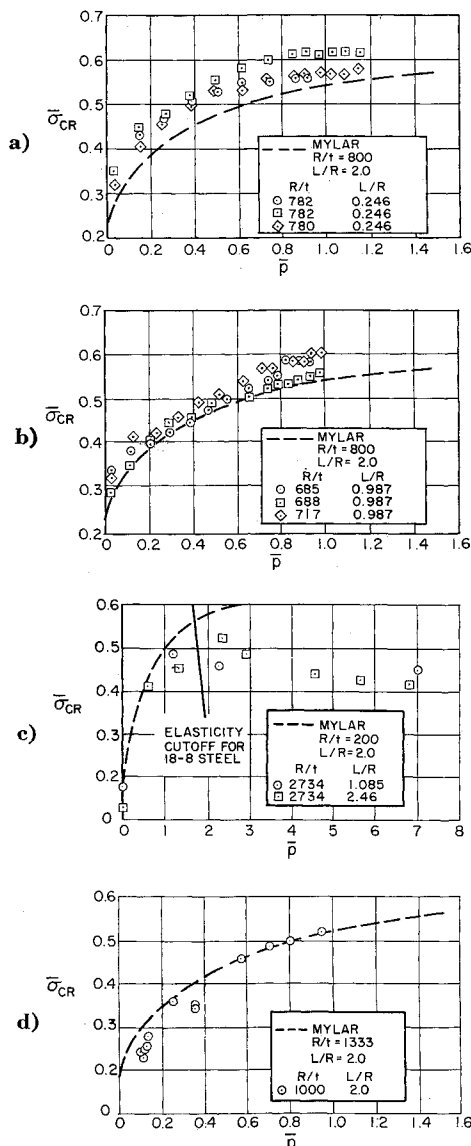 a)
σ̄CR
0.7
0.6
0.5
0.4
0.3
0.2
0 0.2 0.4 0.6 0.8 1.0 1.2 1.4 1.6
p̄
MYLAR
R/t = 800
L/R = 2.0
R/t L/R
782 0.246
782 0.246
780 0.246
b)
σ̄CR
0.7
0.6
0.5
0.4
0.3
0.2
0 0.2 0.4 0.6 0.8 1.0 1.2 1.4 1.6
p̄
MYLAR
R/t = 800
L/R = 2.0
R/t L/R
685 0.987
688 0.987
717 0.987
c)
σ̄CR
0.6
0.5
0.4
0.3
0.2
0.1
0
0 1 2 3 4 5 6 7 8
p̄
ELASTICITY
CUTOFF FOR
18-8 STEEL
MYLAR
R/t = 200
L/R = 2.0
R/t L/R
2734 1.085
2734 2.46
d)
σ̄CR
0.6
0.5
0.4
0.3
0.2
0.1
0
0 0.2 0.4 0.6 0.8 1.0 1.2 1.4 1.6
p̄
MYLAR
R/t = 1333
L/R = 2.0
R/t L/R
1000 2.0